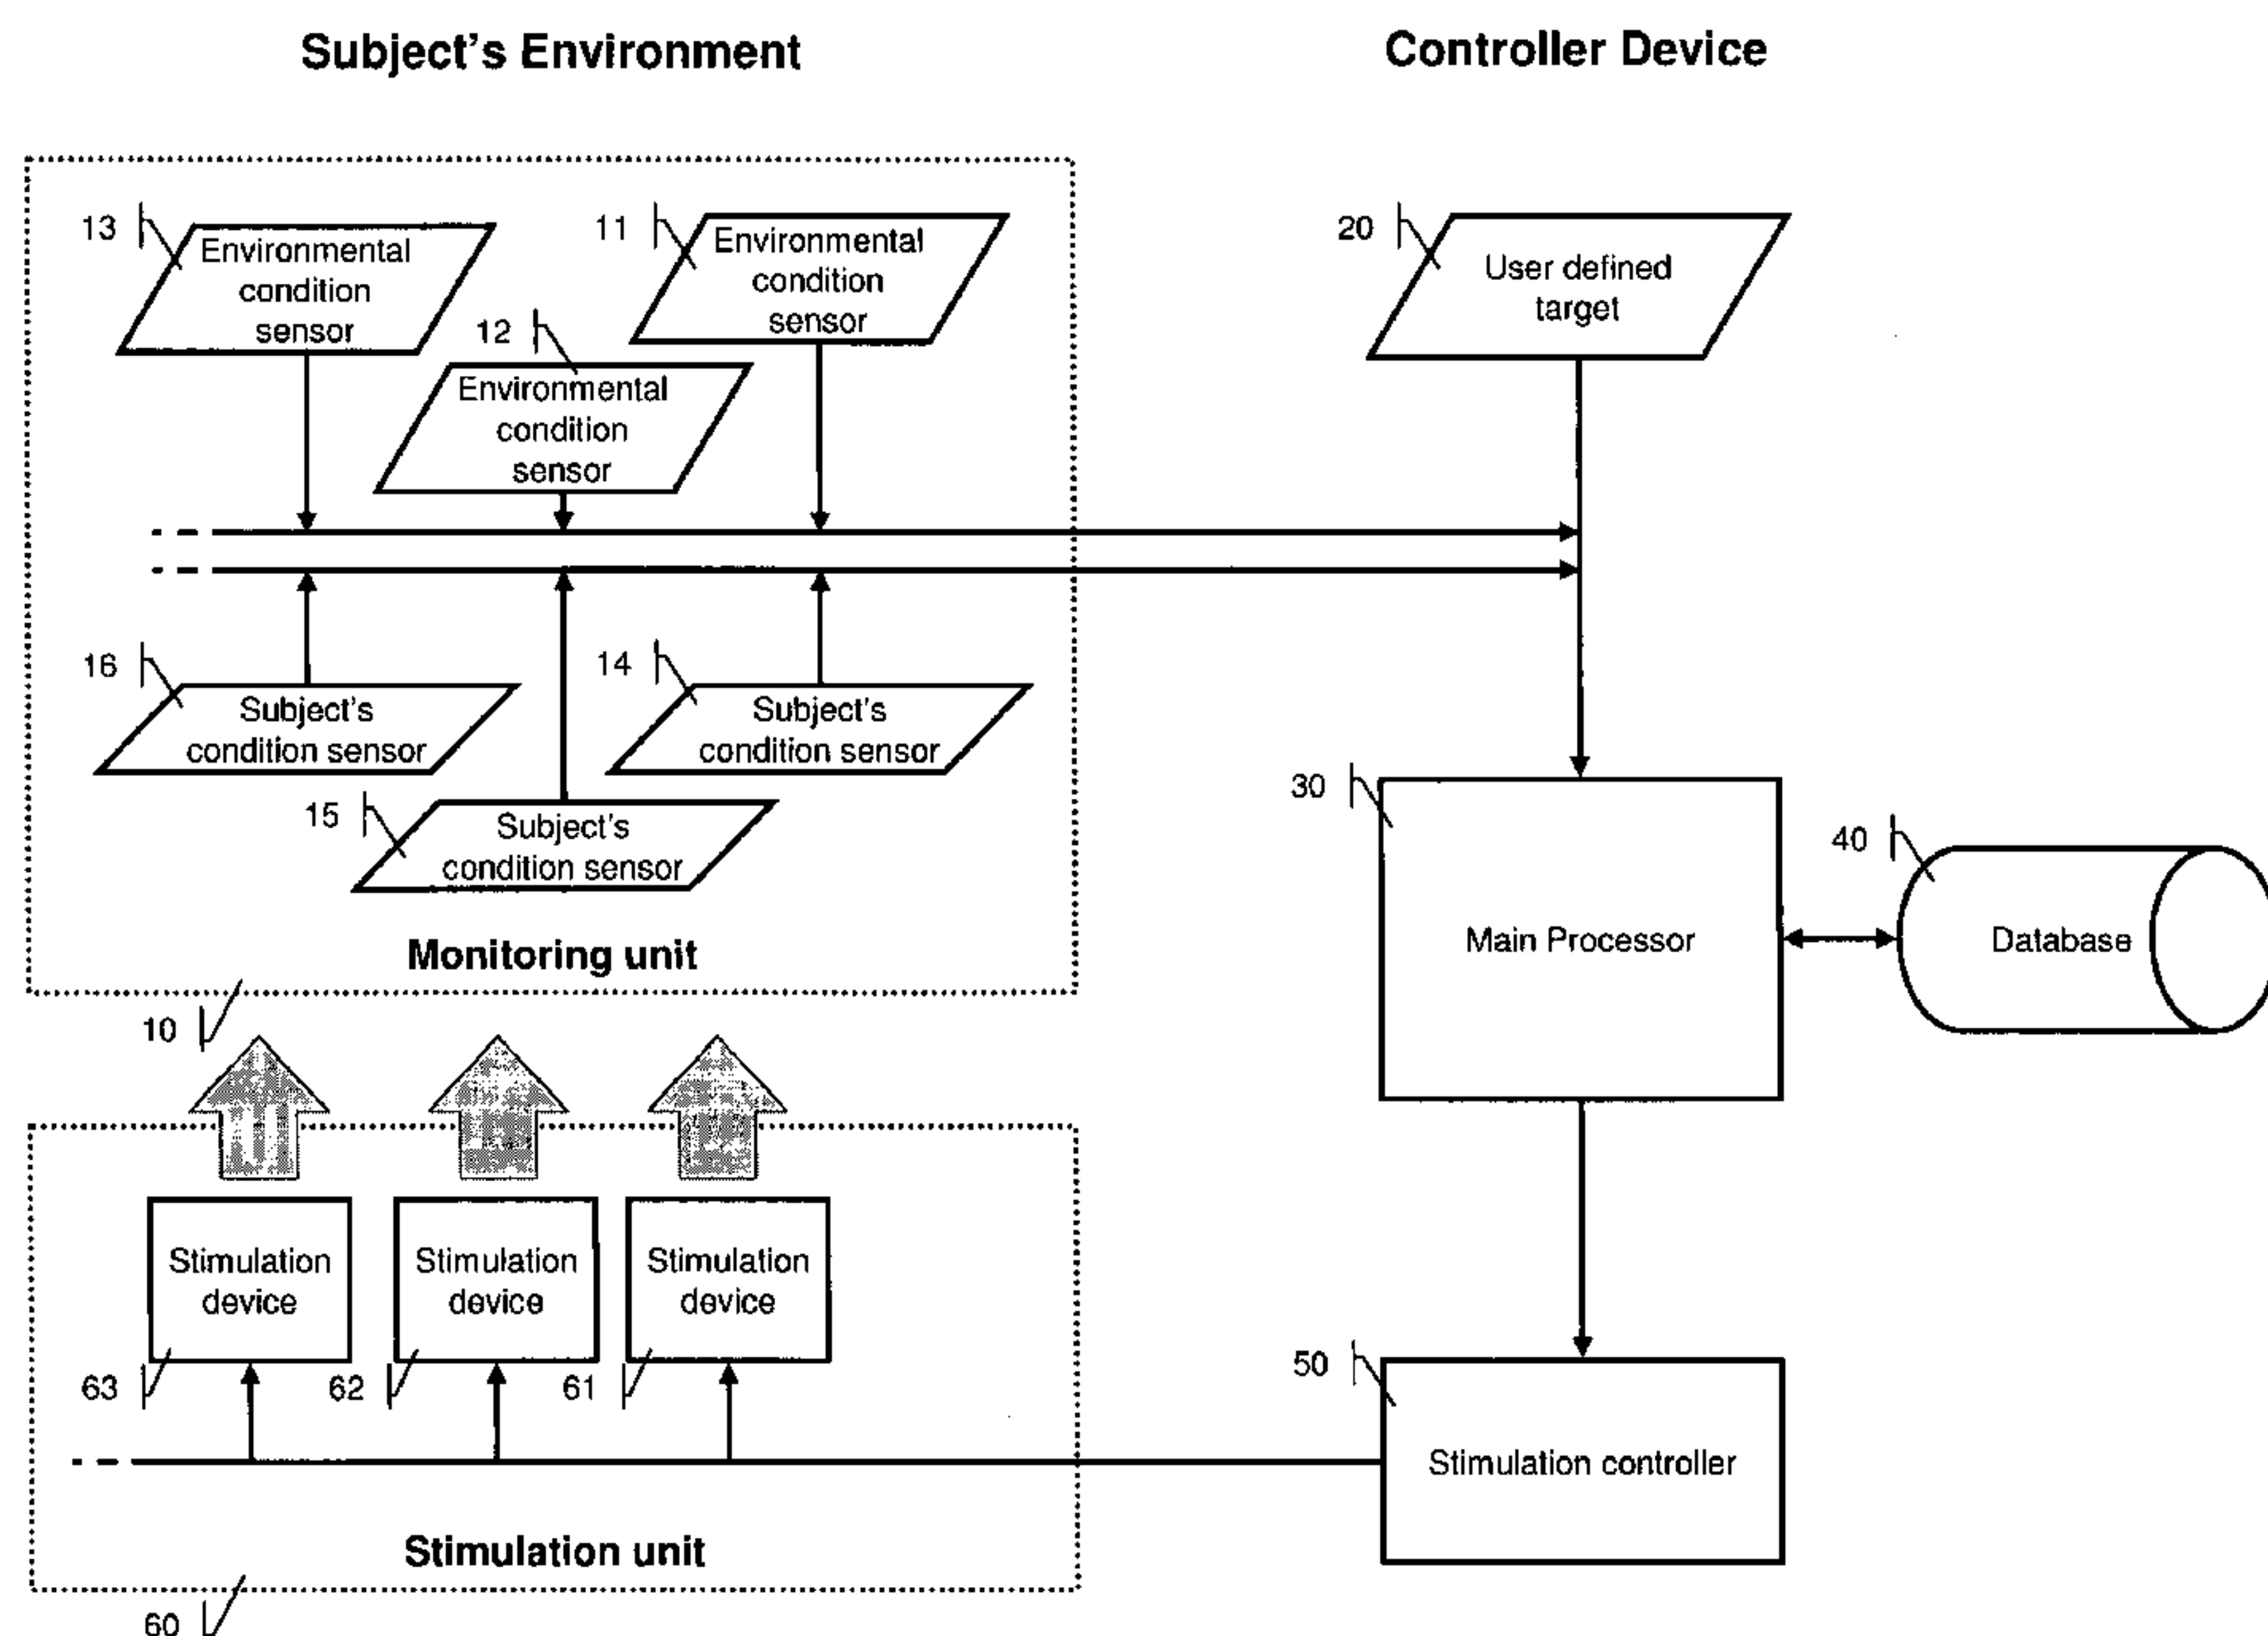 Subject's Environment
Controller Device
13
Environmental
condition
sensor
11
Environmental
condition
sensor
20
User defined
target
12
Environmental
condition
sensor
16
Subject's
condition sensor
14
Subject's
condition sensor
15
Subject's
condition sensor
30
Main Processor
40
Database
Monitoring unit
10
Stimulation
device
Stimulation
device
Stimulation
device
63
62
61
50
Stimulation controller
Stimulation unit
60